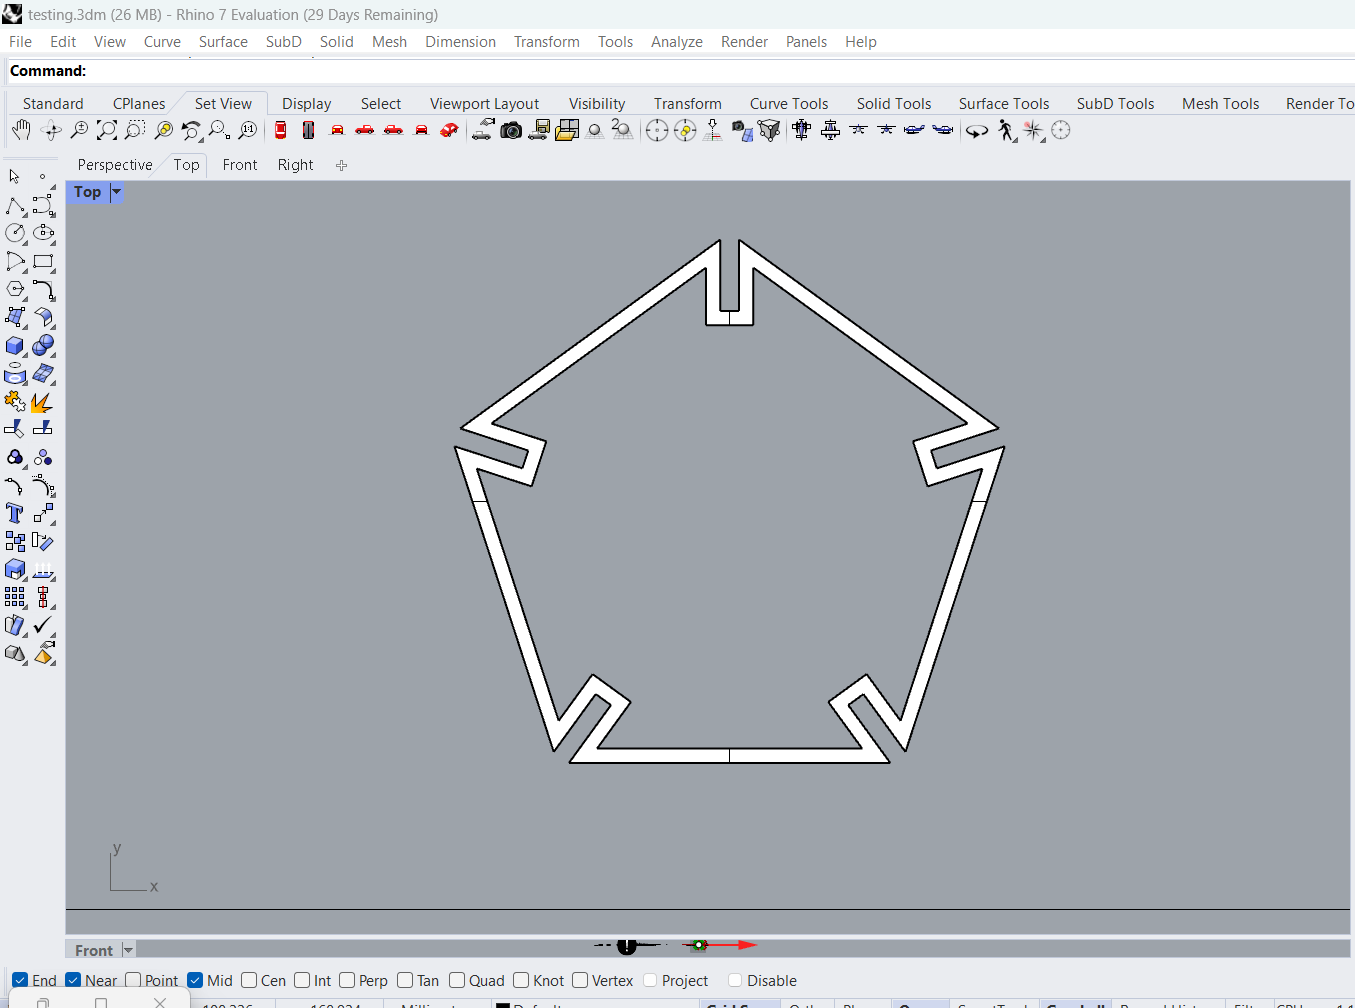 testing.3dm (26 MB) - Rhino 7 Evaluation (29 Days Remaining)
File Edit View Curve Surface SubD Solid Mesh Dimension Transform Tools Analyze Render Panels Help
Command:
Standard CPlanes Set View Display Select Viewport Layout Visibility Transform Curve Tools Solid Tools Surface Tools SubD Tools Mesh Tools Render To
Perspective Top Front Right
Top
y
x
Front
End Near Point Mid Cen Int Perp Tan Quad Knot Vertex Project Disable